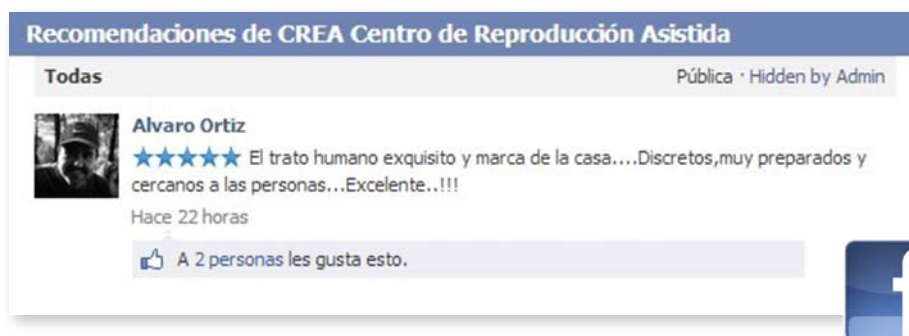 Recomendaciones de CREA Centro de Reproducción Asistida
Todas
Pública · Hidden by Admin
Alvaro Ortiz
El trato humano exquisito y marca de la casa....Discretos,muy preparados y
cercanos a las personas...Excelente..!!!
Hace 22 horas
A 2 personas les gusta esto.